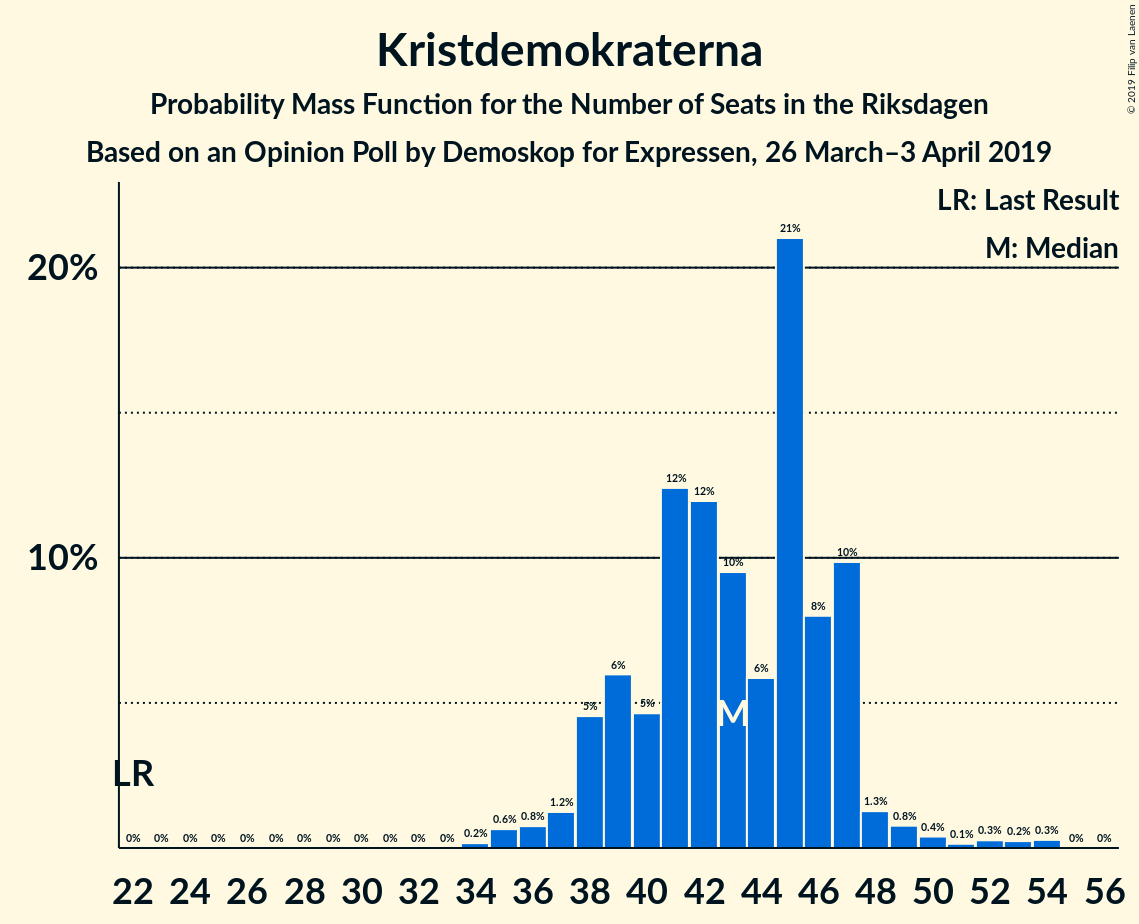 Kristdemokraterna
Probability Mass Function for the Number of Seats in the Riksdagen
Based on an Opinion Poll by Demoskop for Expressen, 26 March–3 April 2019
© 2019 Filip van Laenen
LR: Last Result
M: Median
20%
10%
LR
M
0% 0% 0% 0% 0% 0% 0% 0% 0% 0% 0% 0% 0.2% 0.6% 0.8% 1.2% 5% 6% 5% 12% 12% 10% 6% 21% 8% 10% 1.3% 0.8% 0.4% 0.1% 0.3% 0.2% 0.3% 0% 0%
22 24 26 28 30 32 34 36 38 40 42 44 46 48 50 52 54 56